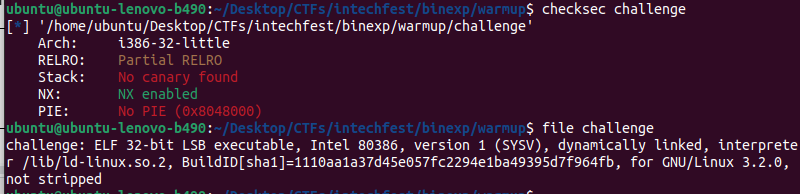 ubuntu@ubuntu-lenovo-b490:~/Desktop/CTFs/intechfest/binexp/warmup$ checksec challenge
[*] '/home/ubuntu/Desktop/CTFs/intechfest/binexp/warmup/challenge'
Arch: i386-32-little
RELRO: Partial RELRO
Stack: No canary found
NX: NX enabled
PIE: No PIE (0x8048000)
ubuntu@ubuntu-lenovo-b490:~/Desktop/CTFs/intechfest/binexp/warmup$ file challenge
challenge: ELF 32-bit LSB executable, Intel 80386, version 1 (SYSV), dynamically linked, interprete
r /lib/ld-linux.so.2, BuildID[sha1]=1110aa1a37d45e057fc2294e1ba49395d7f964fb, for GNU/Linux 3.2.0,
not stripped